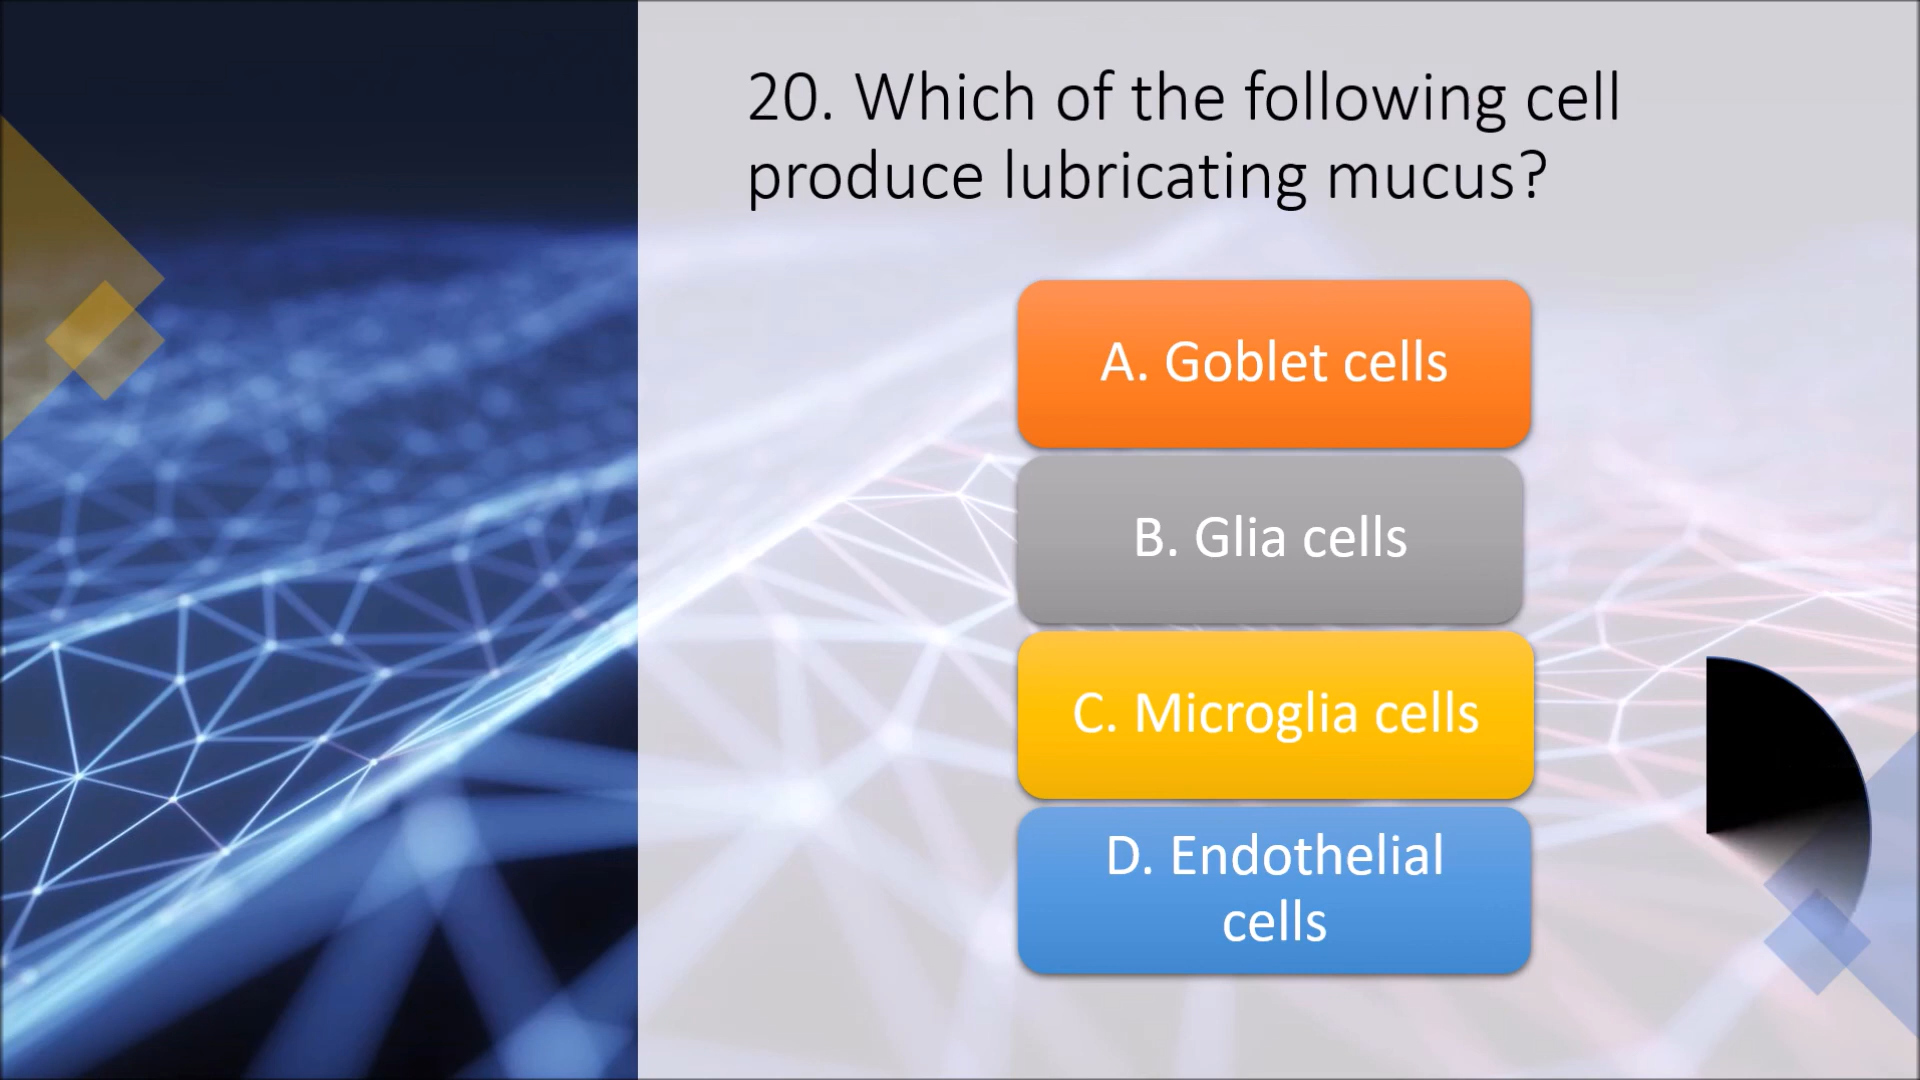 20. Which of the following cell
produce lubricating mucus?
A. Goblet cells
B. Glia cells
C. Microglia cells
D. Endothelial
cells